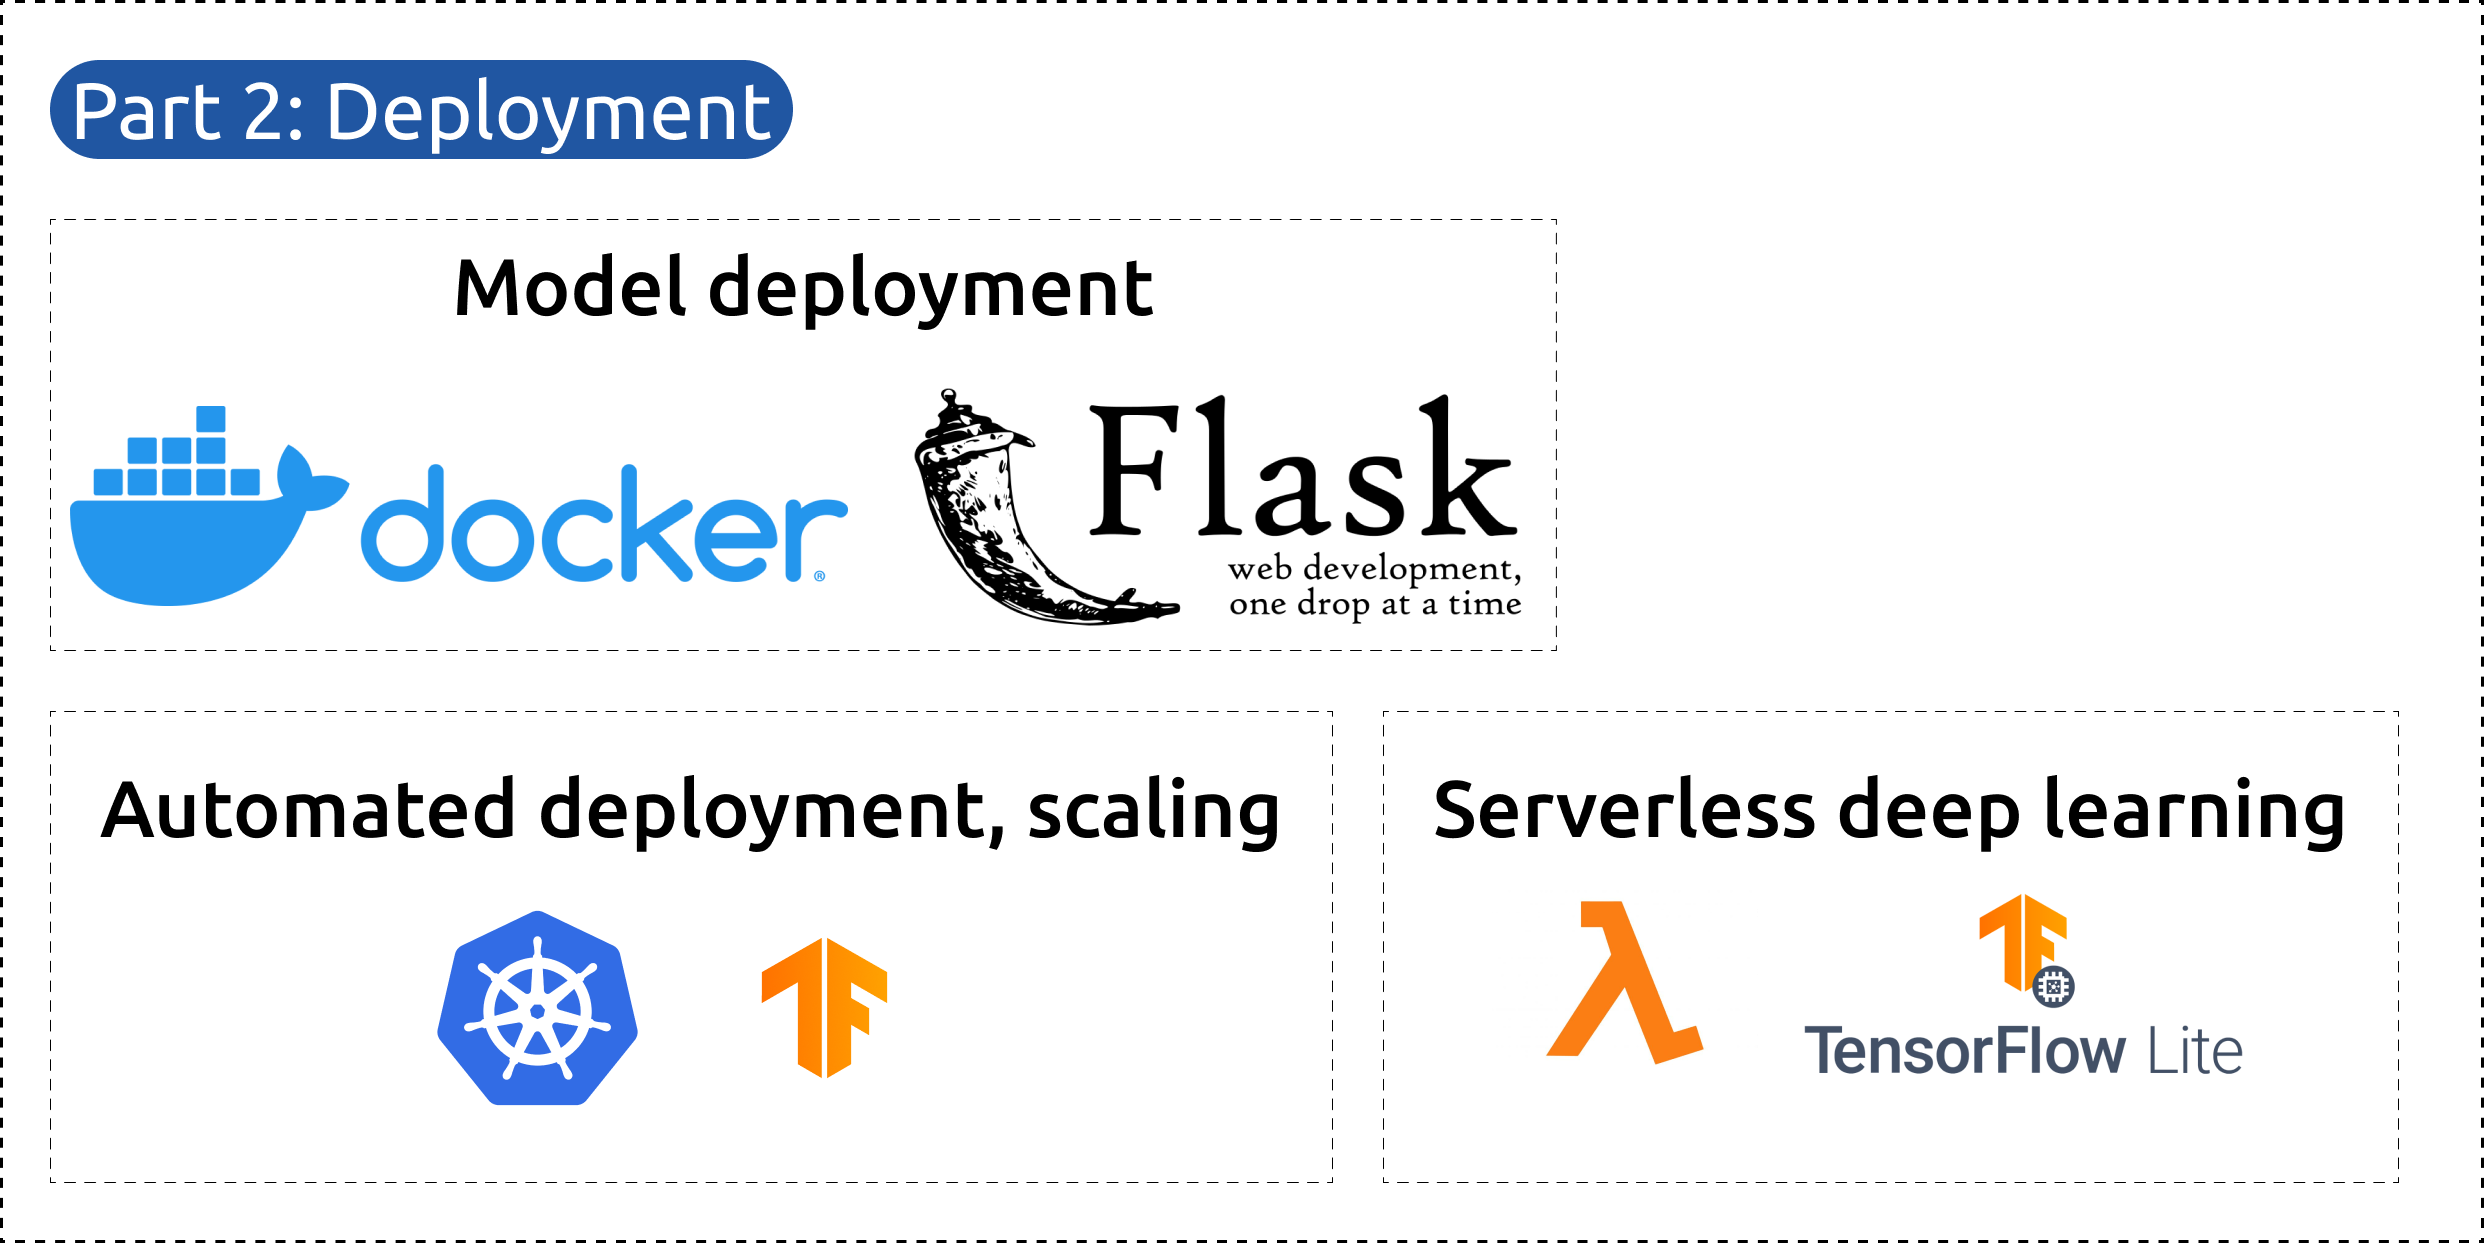 Part 2: Deployment
Model deployment
docker®
Flask
web development,
one drop at a time
Automated deployment, scaling
Serverless deep learning
TensorFlow Lite